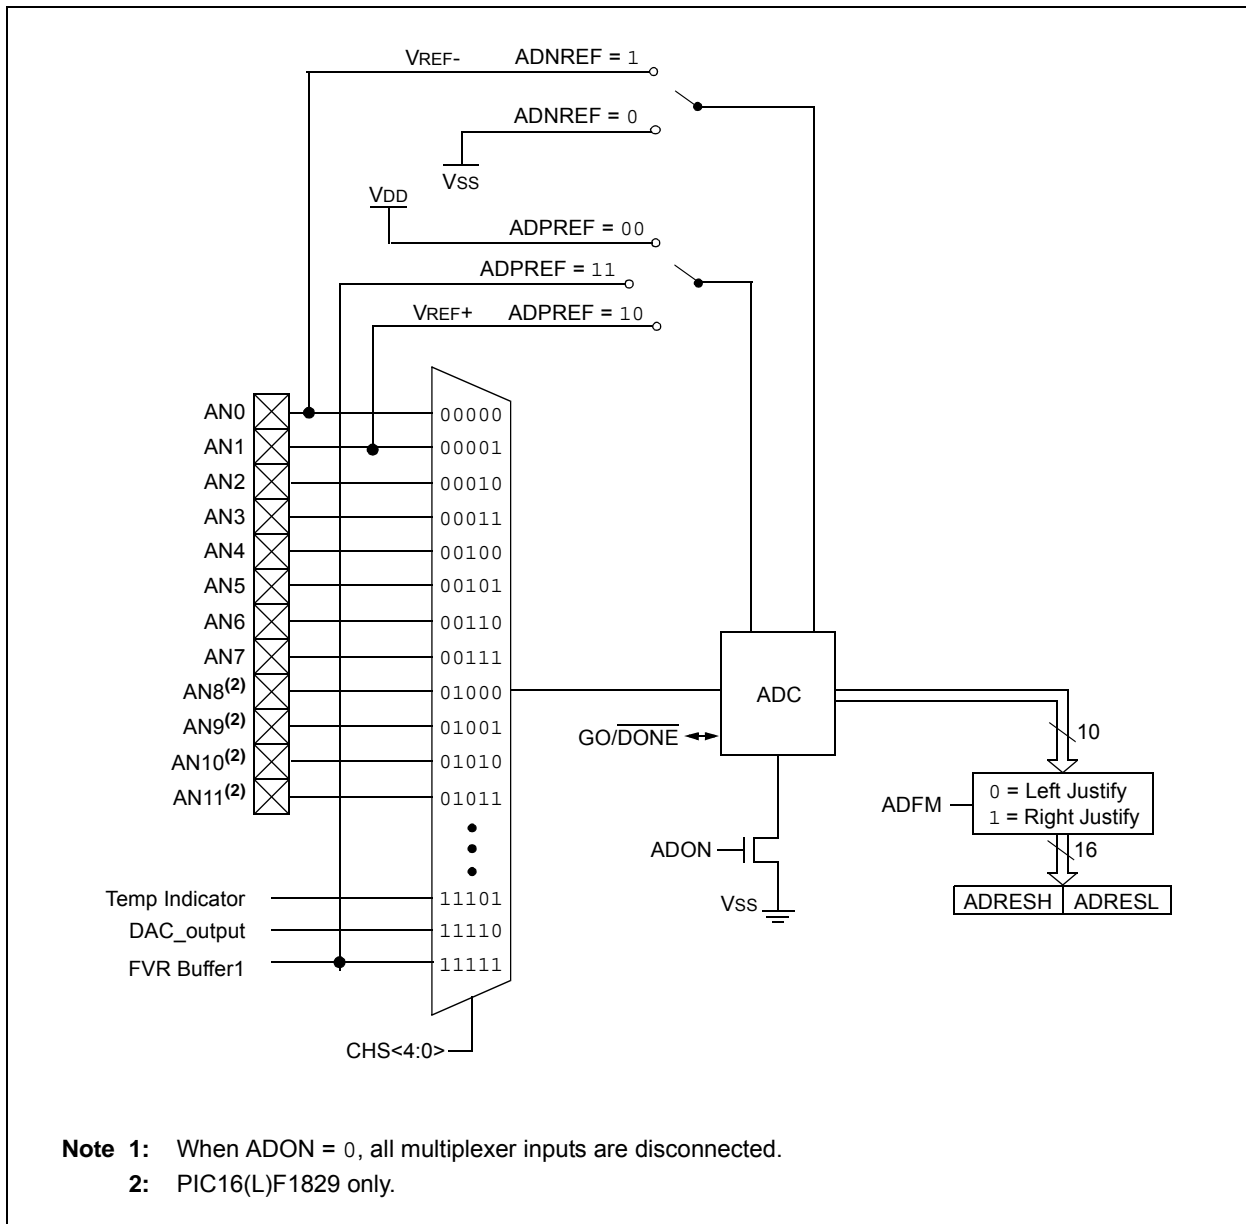 VREF- ADNREF = 1
ADNREF = 0
VSS
VDD
ADPREF = 00
ADPREF = 11
VREF+ ADPREF = 10
AN0 00000
AN1 00001
AN2 00010
AN3 00011
AN4 00100
AN5 00101
AN6 00110
AN7 00111
AN8(2) 01000
AN9(2) 01001
AN10(2) 01010
AN11(2) 01011
Temp Indicator 11101
DAC_output 11110
FVR Buffer1 11111
CHS<4:0>
ADC
GO/DONE
ADON
VSS
10
ADFM
0 = Left Justify
1 = Right Justify
16
ADRESH ADRESL
Note 1: When ADON = 0, all multiplexer inputs are disconnected.
2: PIC16(L)F1829 only.